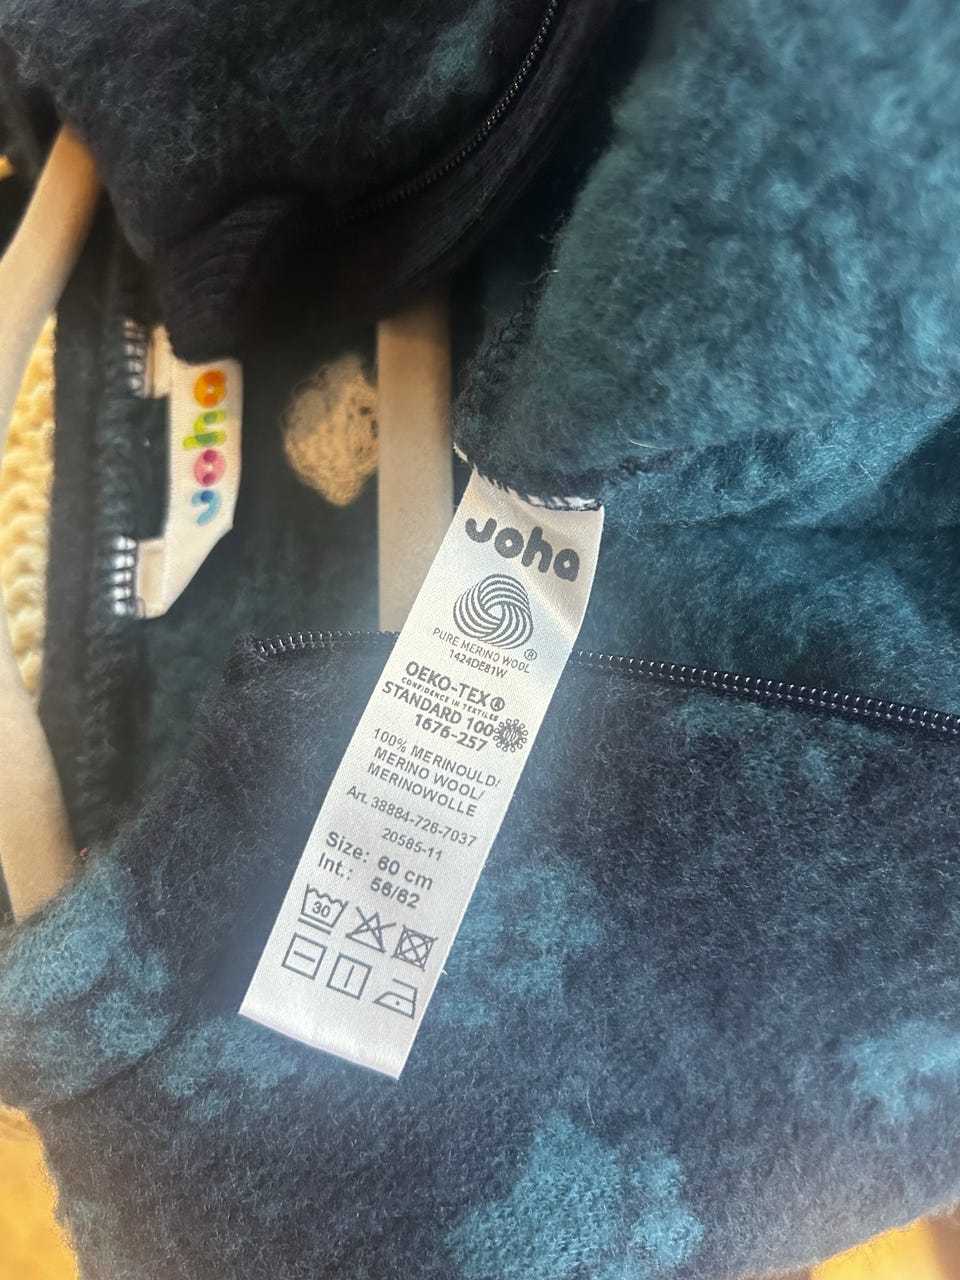 Joha
Joha
PURE MERINO WOOL ®
1424DE81W
OEKO-TEX®
CONFIDENCE IN TEXTILES
STANDARD 100
1676-257
100% MERINOULD/
MERINO WOOL/
MERINOWOLLE
Art. 38884-726-7037
20585-11
Size: 60 cm
Int.: 56/62
30